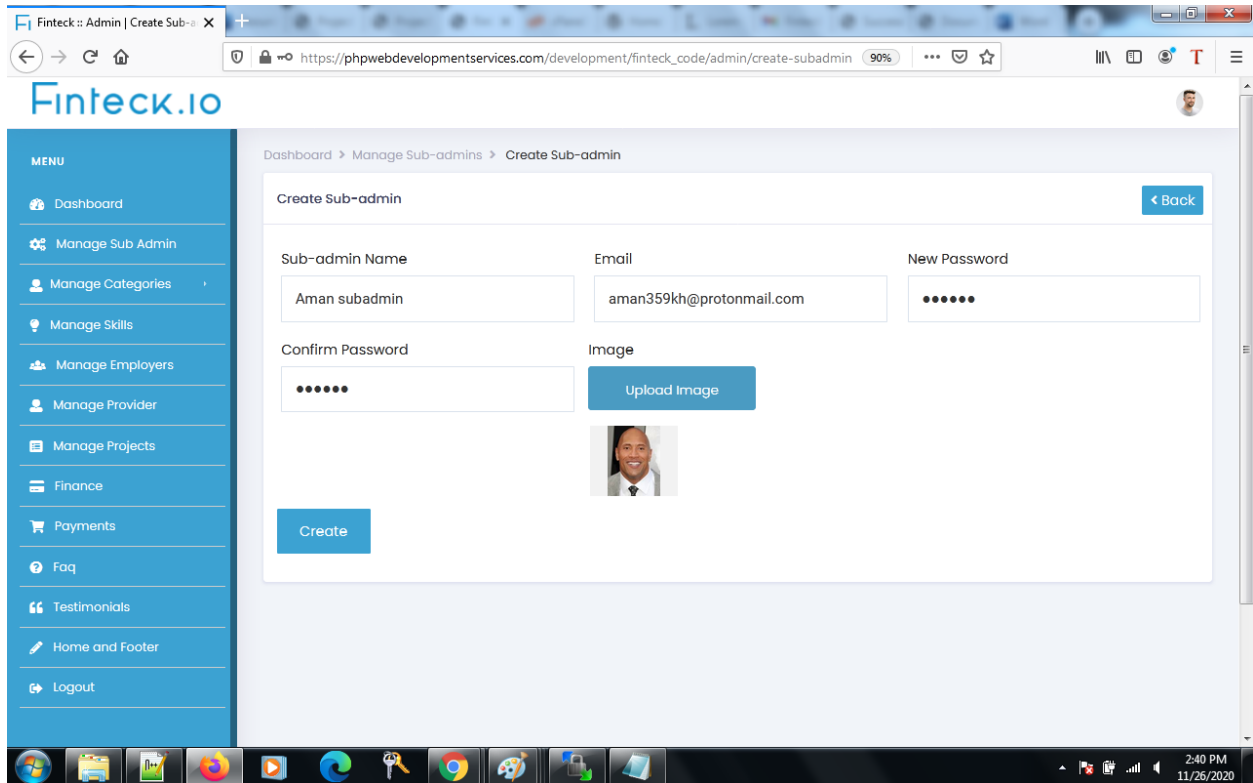 Finteck :: Admin | Create Sub-a
https://phpwebdevelopmentservices.com/development/finteck_code/admin/create-subadmin 90%
T
Finteck.io
MENU
Dashboard
Manage Sub Admin
Manage Categories
Manage Skills
Manage Employers
Manage Provider
Manage Projects
Finance
Payments
Faq
Testimonials
Home and Footer
Logout
Dashboard > Manage Sub-admins > Create Sub-admin
Create Sub-admin
Back
Sub-admin Name
Email
New Password
Aman subadmin
aman359kh@protonmail.com
••••••
Confirm Password
Image
••••••
Upload Image
Create
2:40 PM
11/26/2020